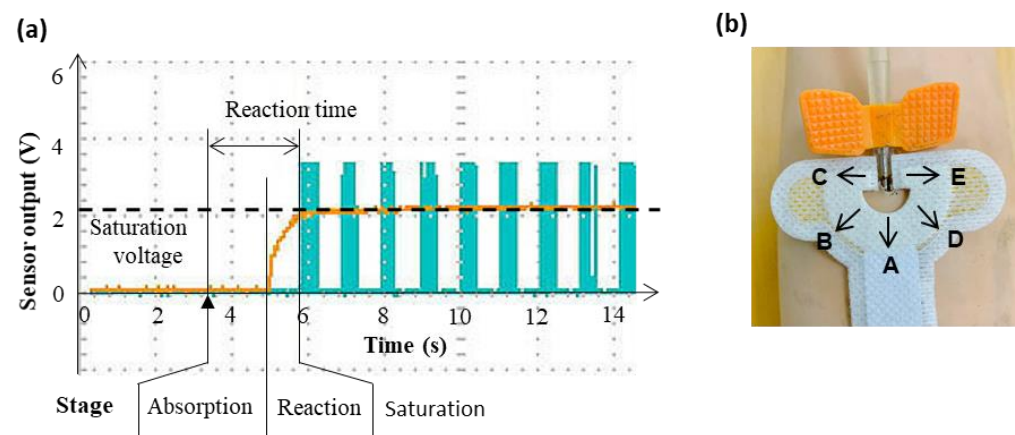 (a)
6
Reaction time
4
Sensor output (V)
2
Saturation
voltage
0
0 2 4 6 8 10 12 14
Time (s)
Stage Absorption Reaction Saturation
(b)
C E
B D
A